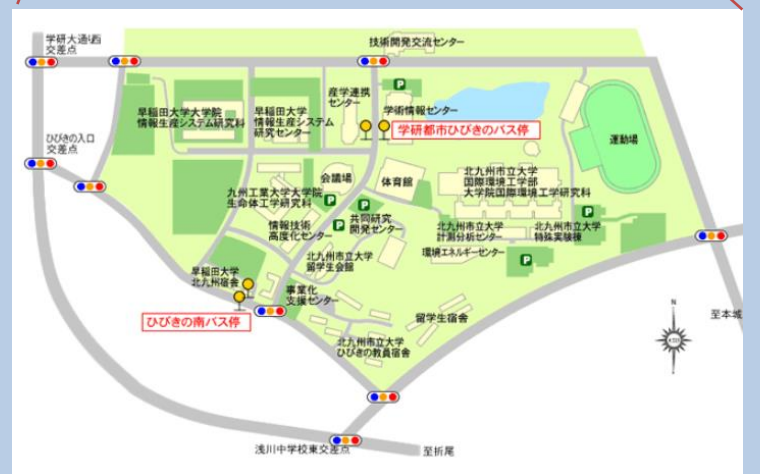 学研大通り西
交差点
技術開発交流センター
P
産学連携
センター
学術情報センター
早稲田大学大学院
情報生産システム研究科
早稲田大学
情報生産システム
研究センター
学研都市ひびきのバス停
運動場
ひびきの入口
交差点
会議場
体育館
北九州市立大学
国際環境工学部
大学院国際環境工学研究科
九州工業大学大学院
生命体工学研究科
P
P
P
P
共同研究
開発センター
情報技術
高度化センター
北九州市立大学
計測分析センター
北九州市立大学
特殊実験棟
北九州市立大学
留学生会館
環境エネルギーセンター
P
早稲田大学
北九州宿舎
事業化
支援センター
ひびきの南バス停
留学生宿舎
北九州市立大学
ひびきの教員宿舎
N
至本城
浅川中学校東交差点
至折尾